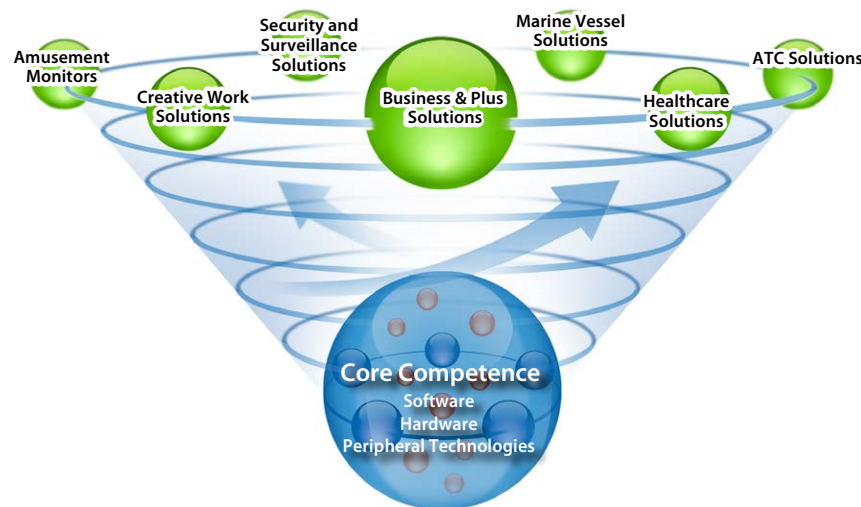 Amusement
Monitors
Creative Work
Solutions
Security and
Surveillance
Solutions
Business & Plus
Solutions
Marine Vessel
Solutions
Healthcare
Solutions
ATC Solutions
Core Competence
Software
Hardware
Peripheral Technologies